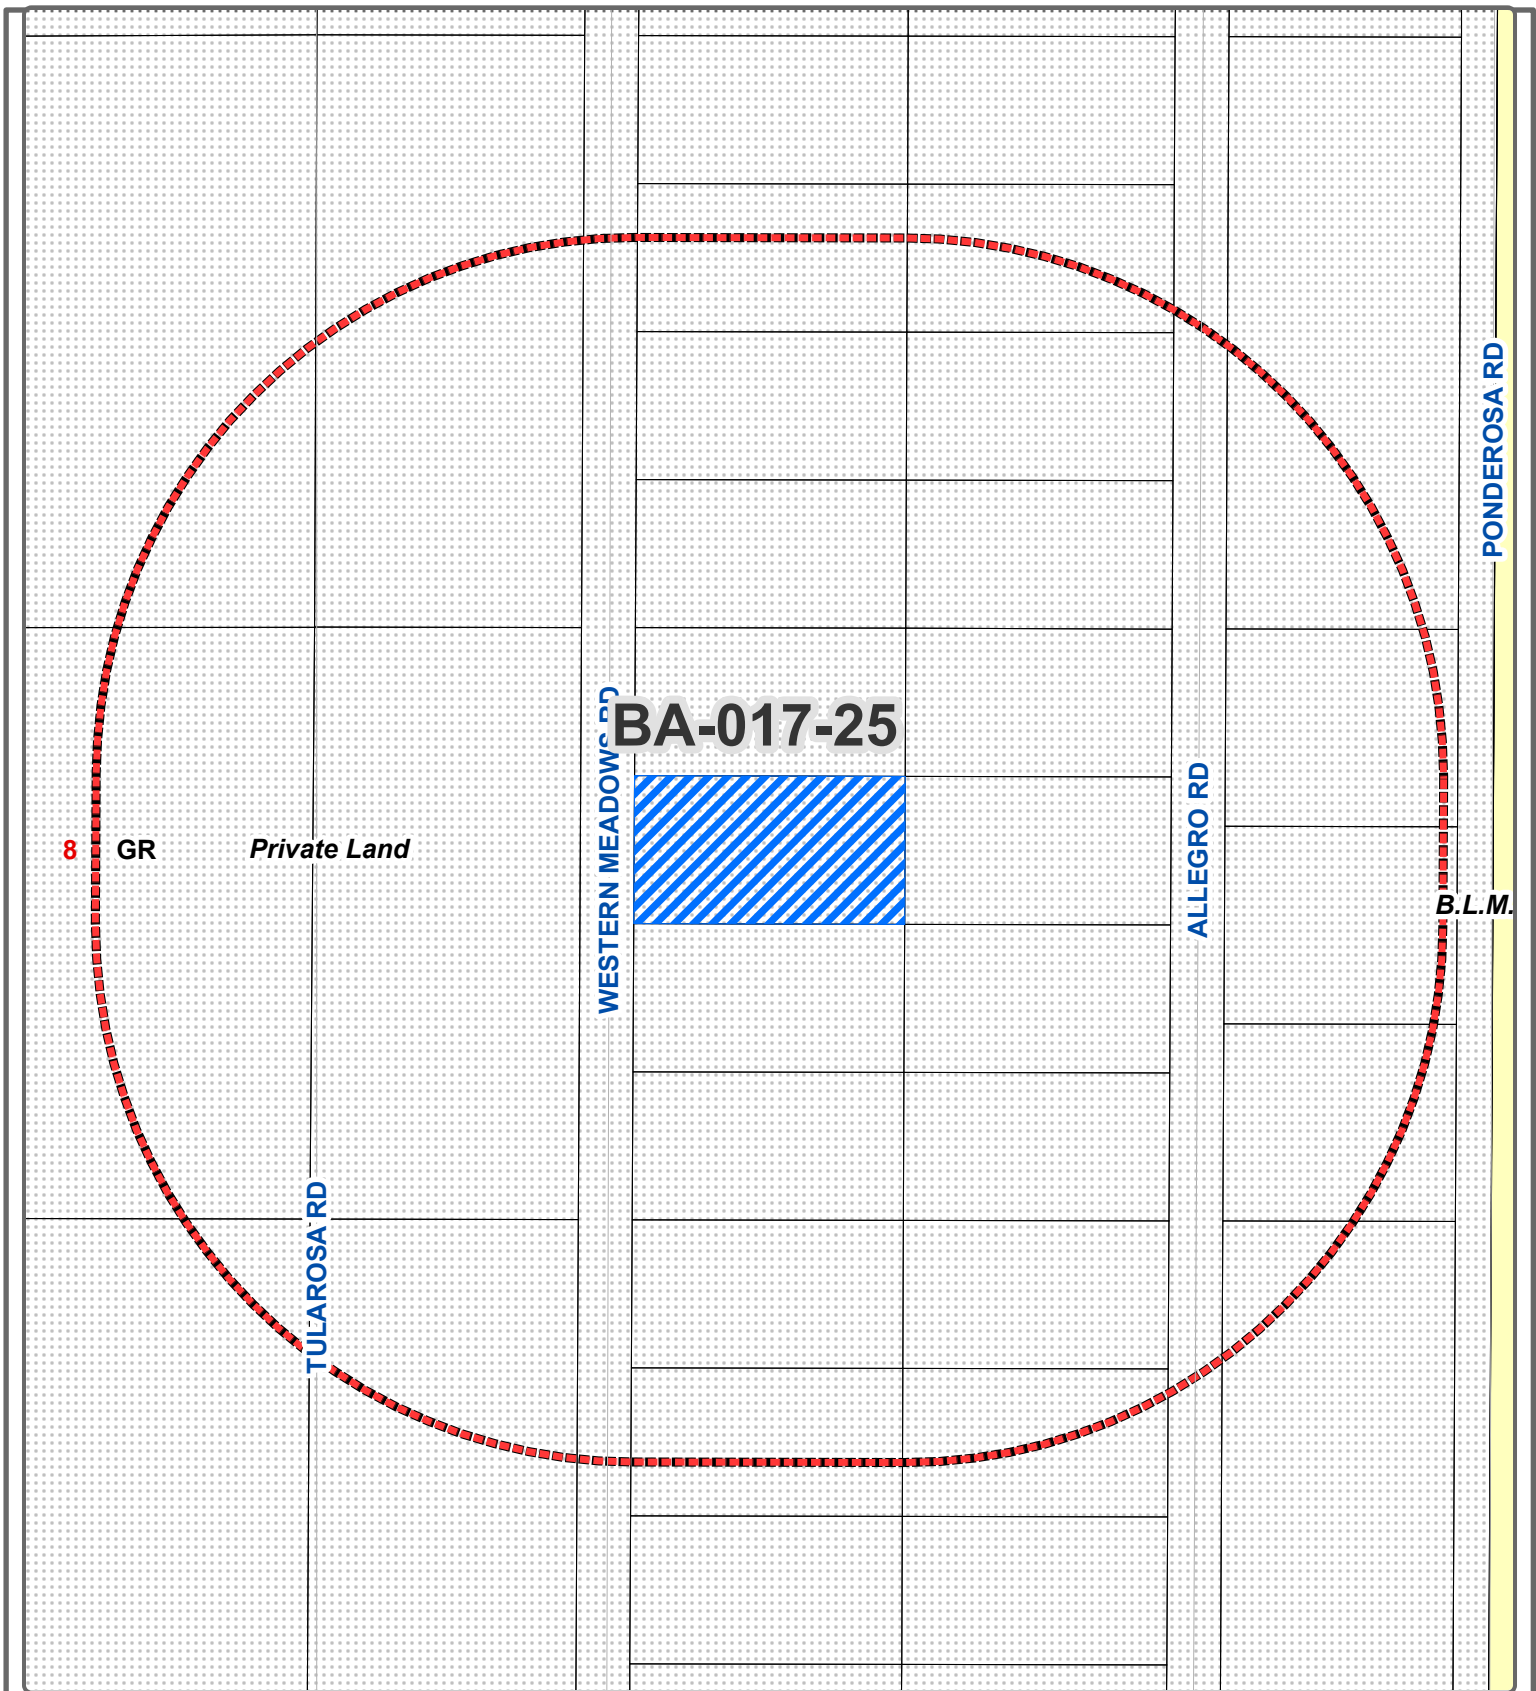 PONDEROSA RD
BA-017-25
WESTERN MEADOWS RD
ALLEGRO RD
8
GR
Private Land
B.L.M.
TULAROSA RD